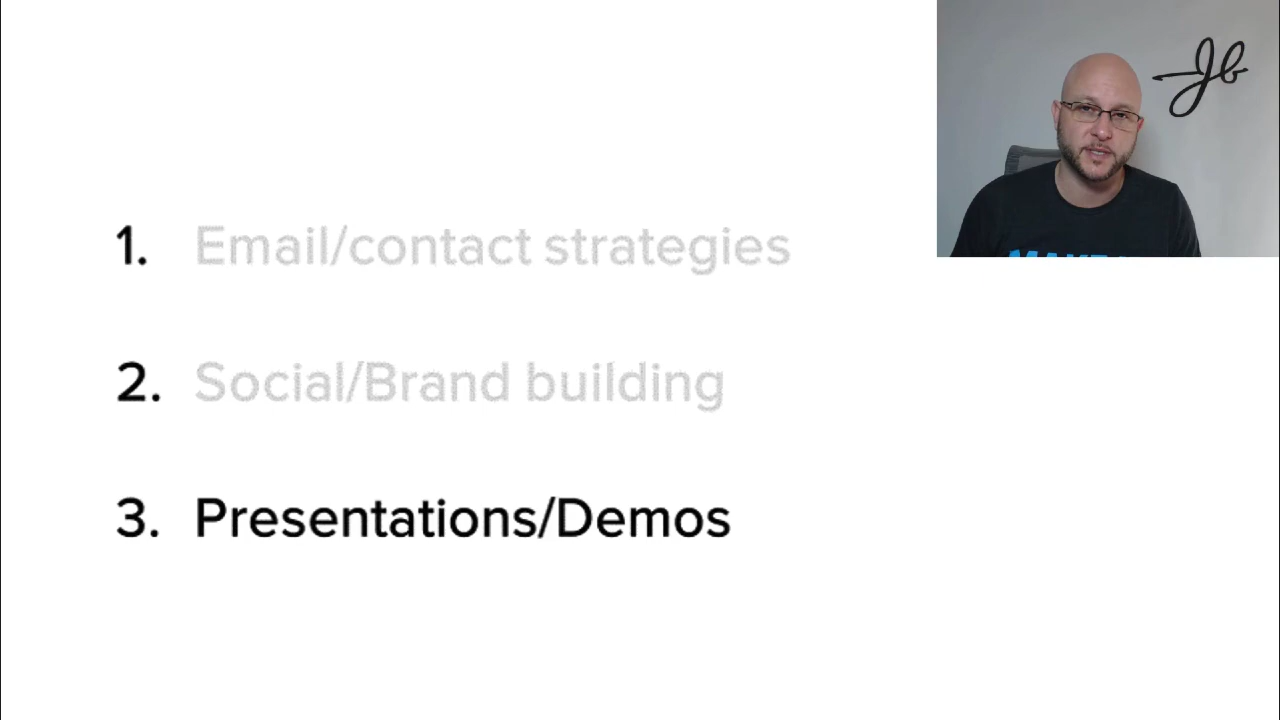 Jb
1. Email/contact strategies
2. Social/Brand building
3. Presentations/Demos